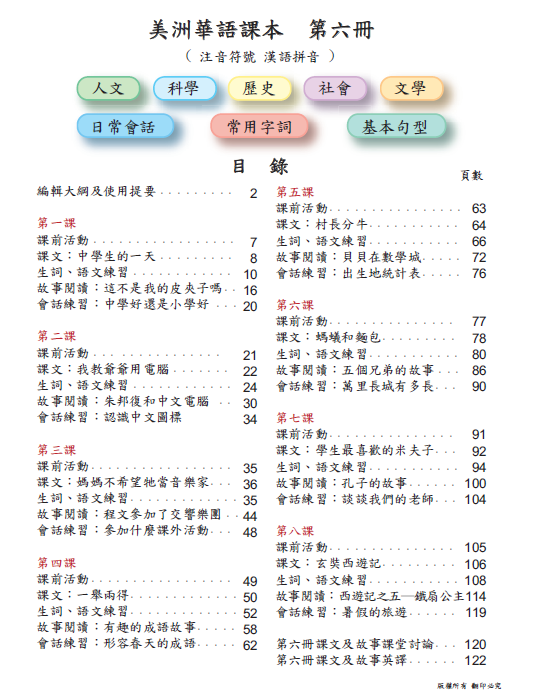 美洲華語課本　第六冊
( 注音符號 漢語拼音 )
人文 科學 歷史 社會 文學
日常會話 常用字詞 基本句型
目 錄
頁數
編輯大綱及使用提要 . . . . . . . . . 2
第一課
課前活動 . . . . . . . . . . . . . . . 7
課文：中學生的一天 . . . . . . . . 8
生詞、語文練習 . . . . . . . . . . . 10
故事閱讀：這不是我的皮夾子嗎 . . 16
會話練習：中學好還是小學好 . . . 20
第二課
課前活動 . . . . . . . . . . . . . . 21
課文：我教爺爺用電腦 . . . . . . . 22
生詞、語文練習 . . . . . . . . . . . 24
故事閱讀：朱邦復和中文電腦 . . 30
會話練習：認識中文圖標 34
第三課
課前活動 . . . . . . . . . . . . . . . 35
課文：媽媽不希望牠當音樂家 . . . 36
生詞、語文練習 . . . . . . . . . . . 35
故事閱讀：程文參加了交響樂團 . . 44
會話練習：參加什麼課外活動 . . . 48
第四課
課前活動 . . . . . . . . . . . . . . . 49
課文：一舉兩得 . . . . . . . . . . . 50
生詞、語文練習 . . . . . . . . . . . 52
故事閱讀：有趣的成語故事 . . . . . 58
會話練習：形容春天的成語 . . . . . 62
第五課
課前活動 . . . . . . . . . . . . . . 63
課文：村長分牛 . . . . . . . . . . 64
生詞、語文練習 . . . . . . . . . . 66
故事閱讀：貝貝在數學城 . . . . . 72
會話練習：出生地統計表 . . . . . 76
第六課
課前活動 . . . . . . . . . . . . . . 77
課文：螞蟻和麵包 . . . . . . . . . 78
生詞、語文練習 . . . . . . . . . . 80
故事閱讀：五個兄弟的故事 . . . 86
會話練習：萬里長城有多長 . . . 90
第七課
課前活動 . . . . . . . . . . . . . . 91
課文：學生最喜歡的米夫子 . . . 92
生詞、語文練習 . . . . . . . . . . 94
故事閱讀：孔子的故事 . . . . . . 100
會話練習：談談我們的老師 . . . 104
第八課
課前活動 . . . . . . . . . . . . . . 105
課文：玄奘西遊記 . . . . . . . . . 106
生詞、語文練習 . . . . . . . . . . 108
故事閱讀：西遊記之五──鐵扇公主 114
會話練習：暑假的旅遊 . . . . . . 119
第六冊課文及故事課堂討論 . . . 120
第六冊課文及故事英譯 . . . . . . 122
版權所有 翻印必究